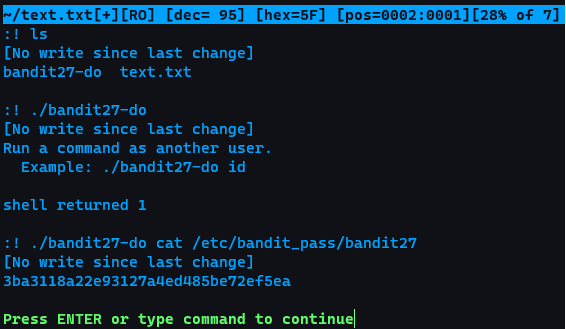 ~/text.txt[+][RO] [dec= 95] [hex=5F] [pos=0002:0001][28% of 7]
:! ls
[No write since last change]
bandit27-do  text.txt
:! ./bandit27-do
[No write since last change]
Run a command as another user.
  Example: ./bandit27-do id
shell returned 1
:! ./bandit27-do cat /etc/bandit_pass/bandit27
[No write since last change]
3ba3118a22e93127a4ed485be72ef5ea
Press ENTER or type command to continue